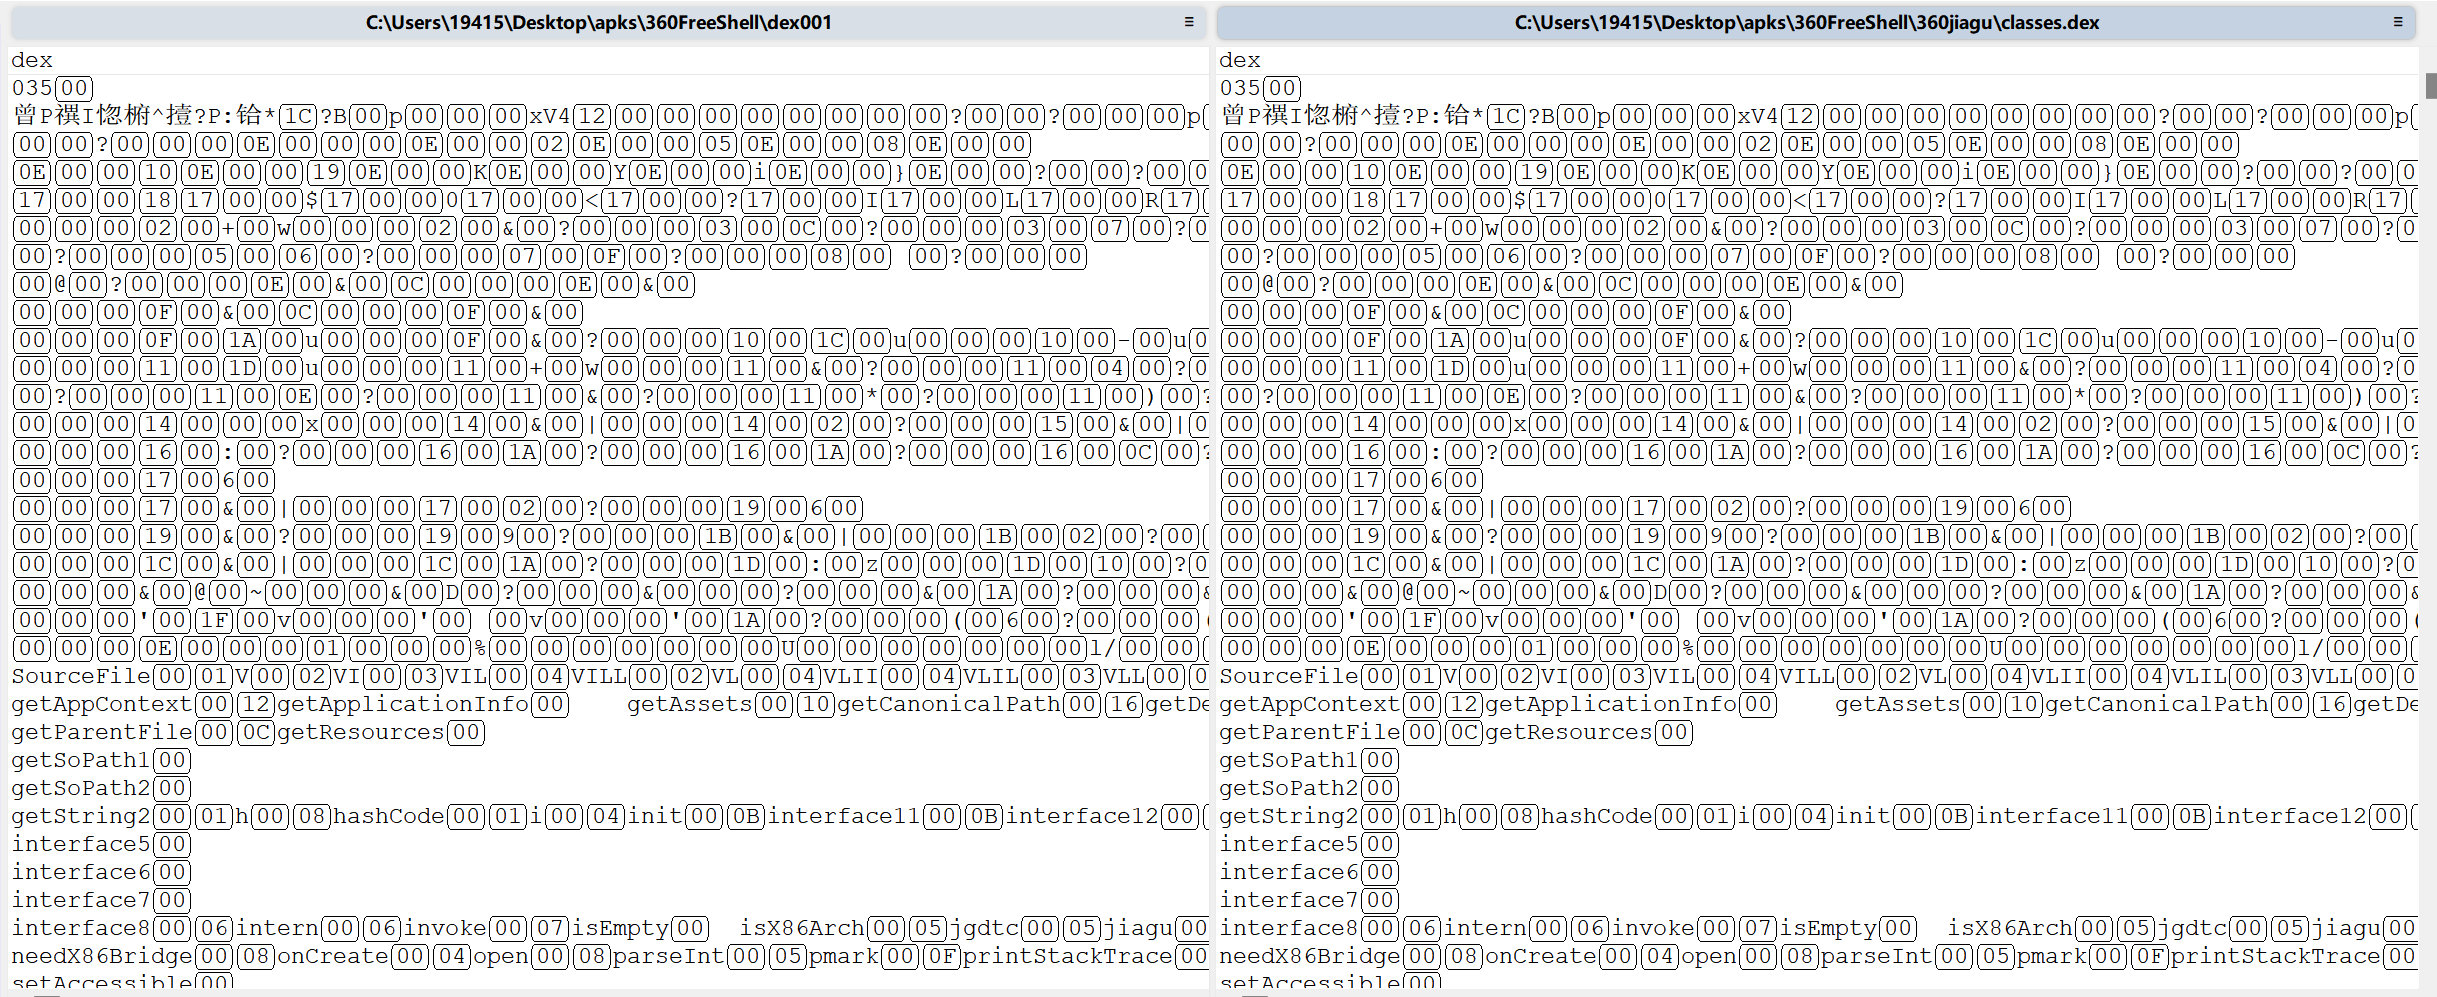 C:\Users\19415\Desktop\apks\360FreeShell\dex001 ≡
dex
035 00
曾P禩I惚椨^擅?P:铪* 1C ?B 00 p 00 00 00 xV4 12 00 00 00 00 00 00 00 00 ? 00 00 ? 00 00 00 p
00 00 ? 00 00 00 0E 00 00 00 0E 00 00 02 0E 00 00 05 0E 00 00 08 0E 00 00
0E 00 00 10 0E 00 00 19 0E 00 00 K 0E 00 00 Y 0E 00 00 i 0E 00 00 } 0E 00 00 ? 00 00 ? 00
17 00 00 18 17 00 00 $ 17 00 00 0 17 00 00 < 17 00 00 ? 17 00 00 I 17 00 00 L 17 00 00 R 17
00 00 00 02 00 + 00 w 00 00 00 02 00 & 00 ? 00 00 00 03 00 0C 00 ? 00 00 00 03 00 07 00 ?
00 ? 00 00 00 05 00 06 00 ? 00 00 00 07 00 0F 00 ? 00 00 00 08 00   00 ? 00 00 00
00 @ 00 ? 00 00 00 0E 00 & 00 0C 00 00 00 0E 00 & 00
00 00 00 0F 00 & 00 0C 00 00 00 0F 00 & 00
00 00 00 0F 00 1A 00 u 00 00 00 0F 00 & 00 ? 00 00 00 10 00 1C 00 u 00 00 00 10 00 - 00 u
00 00 00 11 00 1D 00 u 00 00 00 11 00 + 00 w 00 00 00 11 00 & 00 ? 00 00 00 11 00 04 00 ?
00 ? 00 00 00 11 00 0E 00 ? 00 00 00 11 00 & 00 ? 00 00 00 11 00 * 00 ? 00 00 00 11 00 ) 00 ?
00 00 00 14 00 00 00 x 00 00 00 14 00 & 00 | 00 00 00 14 00 02 00 ? 00 00 00 15 00 & 00 |
00 00 00 16 00 : 00 ? 00 00 00 16 00 1A 00 ? 00 00 00 16 00 1A 00 ? 00 00 00 16 00 0C 00 ?
00 00 00 17 00 6 00
00 00 00 17 00 & 00 | 00 00 00 17 00 02 00 ? 00 00 00 19 00 6 00
00 00 00 19 00 & 00 ? 00 00 00 19 00 9 00 ? 00 00 00 1B 00 & 00 | 00 00 00 1B 00 02 00 ? 00
00 00 00 1C 00 & 00 | 00 00 00 1C 00 1A 00 ? 00 00 00 1D 00 : 00 z 00 00 00 1D 00 10 00 ?
00 00 00 & 00 @ 00 ~ 00 00 00 & 00 D 00 ? 00 00 00 & 00 00 00 ? 00 00 00 & 00 1A 00 ? 00 00 00 &
00 00 00 ' 00 1F 00 v 00 00 00 ' 00   00 v 00 00 00 ' 00 1A 00 ? 00 00 00 ( 00 6 00 ? 00 00 00 (
00 00 00 0E 00 00 00 01 00 00 00 % 00 00 00 00 00 00 00 U 00 00 00 00 00 00 00 l/ 00 00
SourceFile 00 01 V 00 02 VI 00 03 VIL 00 04 VILL 00 02 VL 00 04 VLII 00 04 VLIL 00 03 VLL 00
getAppContext 00 12 getApplicationInfo 00    getAssets 00 10 getCanonicalPath 00 16 getDe
getParentFile 00 0C getResources 00
getSoPath1 00
getSoPath2 00
getString2 00 01 h 00 08 hashCode 00 01 i 00 04 init 00 0B interface11 00 0B interface12 00
interface5 00
interface6 00
interface7 00
interface8 00 06 intern 00 06 invoke 00 07 isEmpty 00  isX86Arch 00 05 jgdtc 00 05 jiagu 00
needX86Bridge 00 08 onCreate 00 04 open 00 08 parseInt 00 05 pmark 00 0F printStackTrace 00
setAccessible 00
C:\Users\19415\Desktop\apks\360FreeShell\360jiagu\classes.dex ≡
dex
035 00
曾P禩I惚椨^擅?P:铪* 1C ?B 00 p 00 00 00 xV4 12 00 00 00 00 00 00 00 00 ? 00 00 ? 00 00 00 p
00 00 ? 00 00 00 0E 00 00 00 0E 00 00 02 0E 00 00 05 0E 00 00 08 0E 00 00
0E 00 00 10 0E 00 00 19 0E 00 00 K 0E 00 00 Y 0E 00 00 i 0E 00 00 } 0E 00 00 ? 00 00 ? 00
17 00 00 18 17 00 00 $ 17 00 00 0 17 00 00 < 17 00 00 ? 17 00 00 I 17 00 00 L 17 00 00 R 17
00 00 00 02 00 + 00 w 00 00 00 02 00 & 00 ? 00 00 00 03 00 0C 00 ? 00 00 00 03 00 07 00 ?
00 ? 00 00 00 05 00 06 00 ? 00 00 00 07 00 0F 00 ? 00 00 00 08 00   00 ? 00 00 00
00 @ 00 ? 00 00 00 0E 00 & 00 0C 00 00 00 0E 00 & 00
00 00 00 0F 00 & 00 0C 00 00 00 0F 00 & 00
00 00 00 0F 00 1A 00 u 00 00 00 0F 00 & 00 ? 00 00 00 10 00 1C 00 u 00 00 00 10 00 - 00 u
00 00 00 11 00 1D 00 u 00 00 00 11 00 + 00 w 00 00 00 11 00 & 00 ? 00 00 00 11 00 04 00 ?
00 ? 00 00 00 11 00 0E 00 ? 00 00 00 11 00 & 00 ? 00 00 00 11 00 * 00 ? 00 00 00 11 00 ) 00 ?
00 00 00 14 00 00 00 x 00 00 00 14 00 & 00 | 00 00 00 14 00 02 00 ? 00 00 00 15 00 & 00 |
00 00 00 16 00 : 00 ? 00 00 00 16 00 1A 00 ? 00 00 00 16 00 1A 00 ? 00 00 00 16 00 0C 00 ?
00 00 00 17 00 6 00
00 00 00 17 00 & 00 | 00 00 00 17 00 02 00 ? 00 00 00 19 00 6 00
00 00 00 19 00 & 00 ? 00 00 00 19 00 9 00 ? 00 00 00 1B 00 & 00 | 00 00 00 1B 00 02 00 ? 00
00 00 00 1C 00 & 00 | 00 00 00 1C 00 1A 00 ? 00 00 00 1D 00 : 00 z 00 00 00 1D 00 10 00 ?
00 00 00 & 00 @ 00 ~ 00 00 00 & 00 D 00 ? 00 00 00 & 00 00 00 ? 00 00 00 & 00 1A 00 ? 00 00 00 &
00 00 00 ' 00 1F 00 v 00 00 00 ' 00   00 v 00 00 00 ' 00 1A 00 ? 00 00 00 ( 00 6 00 ? 00 00 00 (
00 00 00 0E 00 00 00 01 00 00 00 % 00 00 00 00 00 00 00 U 00 00 00 00 00 00 00 l/ 00 00
SourceFile 00 01 V 00 02 VI 00 03 VIL 00 04 VILL 00 02 VL 00 04 VLII 00 04 VLIL 00 03 VLL 00
getAppContext 00 12 getApplicationInfo 00    getAssets 00 10 getCanonicalPath 00 16 getDe
getParentFile 00 0C getResources 00
getSoPath1 00
getSoPath2 00
getString2 00 01 h 00 08 hashCode 00 01 i 00 04 init 00 0B interface11 00 0B interface12 00
interface5 00
interface6 00
interface7 00
interface8 00 06 intern 00 06 invoke 00 07 isEmpty 00  isX86Arch 00 05 jgdtc 00 05 jiagu 00
needX86Bridge 00 08 onCreate 00 04 open 00 08 parseInt 00 05 pmark 00 0F printStackTrace 00
setAccessible 00